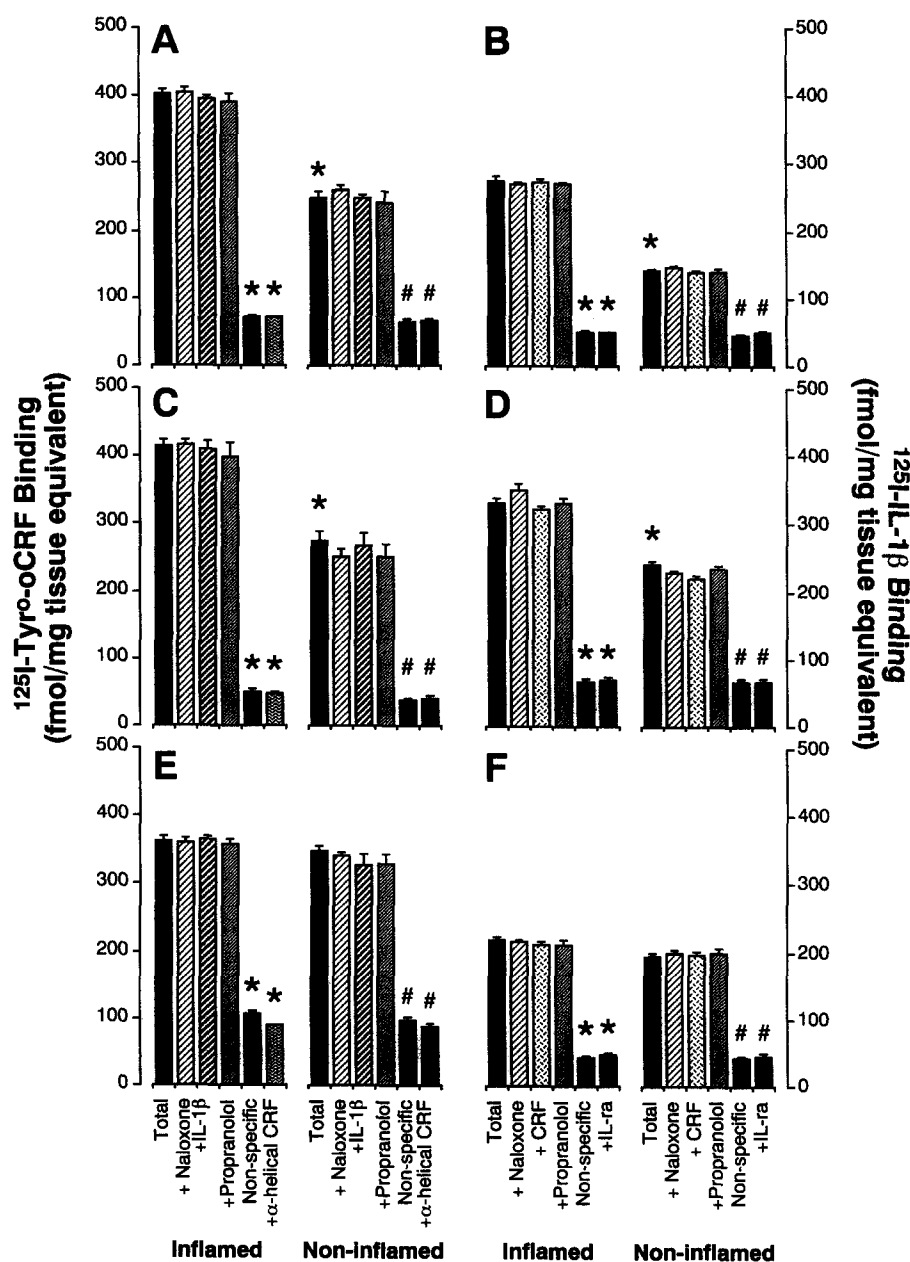 500
400
300
200
100
0
A
*
* *
# #
B
*
* *
# #
500
400
300
200
100
0
500
400
300
200
100
0
C
*
* *
# #
D
*
* *
# #
500
400
300
200
100
0
500
400
300
200
100
0
E
* *
# #
F
* *
# #
500
400
300
200
100
0
125I-Tyro-oCRF Binding
(fmol/mg tissue equivalent)
125I-IL-1β Binding
(fmol/mg tissue equivalent)
Total
+ Naloxone
+IL-1β
+Propranolol
Non-specific
+α-helical CRF
Total
+ Naloxone
+IL-1β
+Propranolol
Non-specific
+α-helical CRF
Total
+ Naloxone
+ CRF
+Propranolol
Non-specific
+IL-ra
Total
+ Naloxone
+ CRF
+Propranolol
Non-specific
+IL-ra
Inflamed
Non-inflamed
Inflamed
Non-inflamed